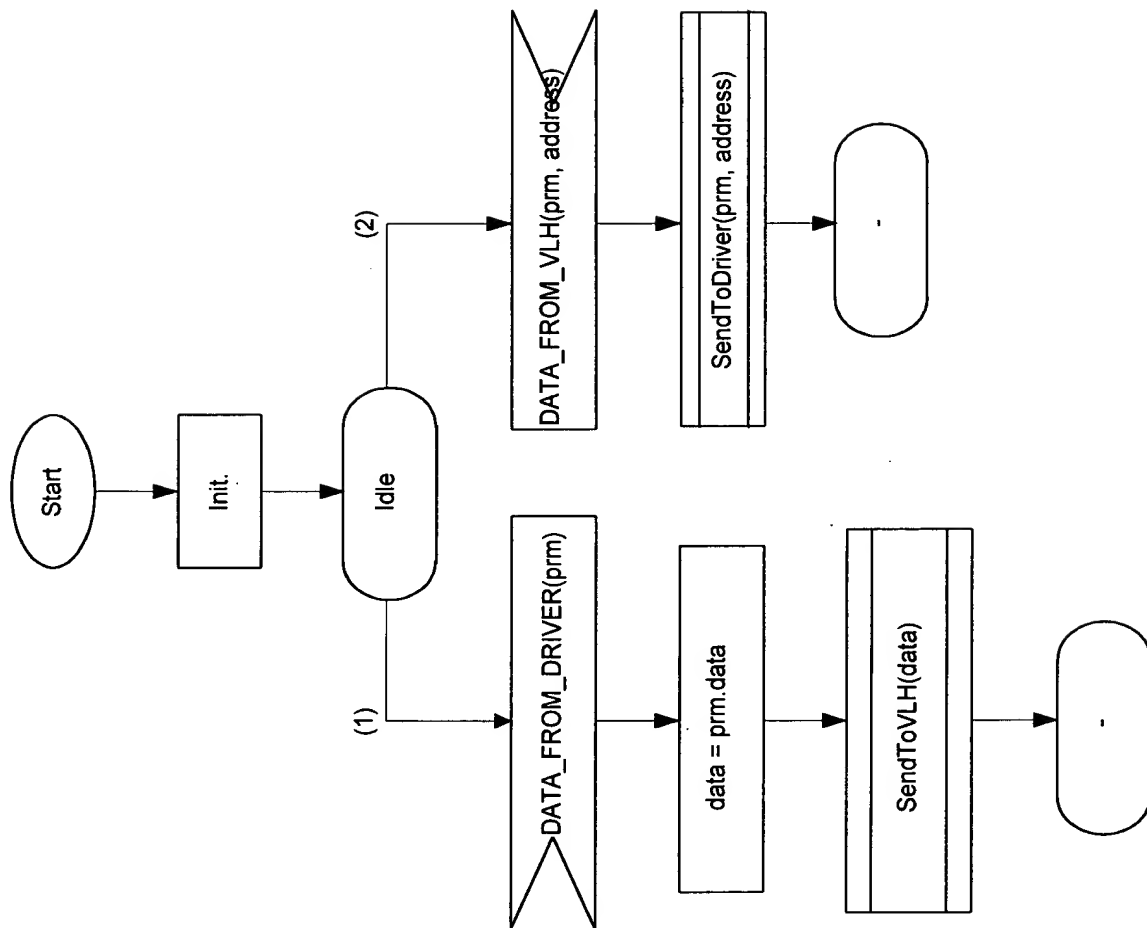 Start
Init.
Idle
(1)
(2)
DATA_FROM_DRIVER(prm)
DATA_FROM_VLH(prm, address)
data = prm.data
SendToDriver(prm, address)
SendToVLH(data)
-
-